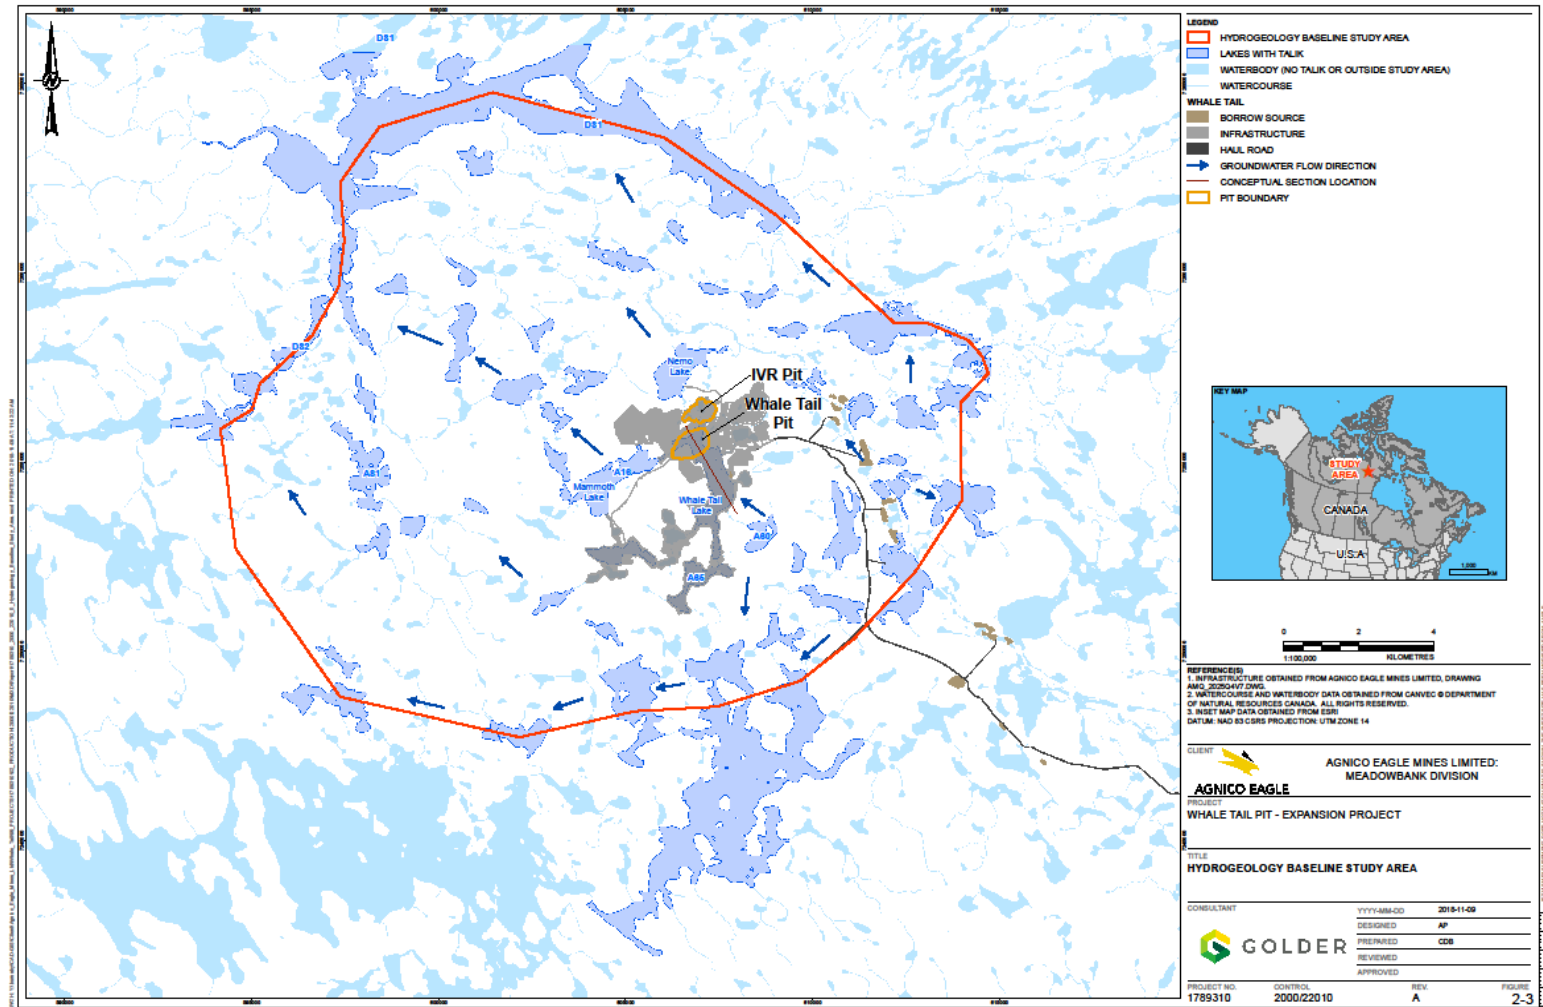 DS1
DS1
DS2
Nemo
Lake
IVR Pit
Whale Tail
Pit
A81
A16
Mammoth
Lake
Whale Tail
Lake
A60
A65
LEGEND
HYDROGEOLOGY BASELINE STUDY AREA
LAKES WITH TALIK
WATERBODY (NO TALIK OR OUTSIDE STUDY AREA)
WATERCOURSE
WHALE TAIL
BORROW SOURCE
INFRASTRUCTURE
HAUL ROAD
GROUNDWATER FLOW DIRECTION
CONCEPTUAL SECTION LOCATION
PIT BOUNDARY
KEY MAP
STUDY
AREA
CANADA
U.S.A
1,000
KM
0 2 4
1:100,000 KILOMETRES
REFERENCE(S)
1. INFRASTRUCTURE OBTAINED FROM AGNICO EAGLE MINES LIMITED, DRAWING
AMQ_2025Q4V7.DWG.
2. WATERCOURSE AND WATERBODY DATA OBTAINED FROM CANVEC © DEPARTMENT
OF NATURAL RESOURCES CANADA. ALL RIGHTS RESERVED.
3. INSET MAP DATA OBTAINED FROM ESRI
DATUM: NAD 83 CSRS PROJECTION: UTM ZONE 14
CLIENT
AGNICO EAGLE
AGNICO EAGLE MINES LIMITED:
MEADOWBANK DIVISION
PROJECT
WHALE TAIL PIT - EXPANSION PROJECT
TITLE
HYDROGEOLOGY BASELINE STUDY AREA
CONSULTANT
GOLDER
YYYY-MM-DD 2018-11-09
DESIGNED AP
PREPARED CDB
REVIEWED
APPROVED
PROJECT NO. CONTROL REV. FIGURE
1789310 2000/22010 A 2-3